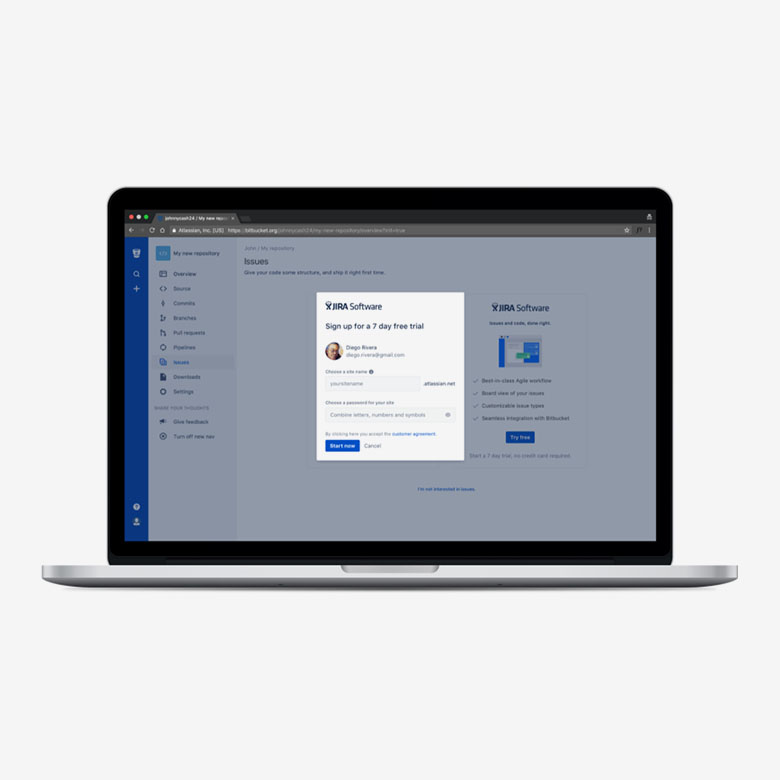 johnnycash24 / My new repos
Atlassian, Inc. [US]
https://bitbucket.org/johnnycash24/my-new-repository/overview?link=true
My new repository
Overview
Source
Commits
Branches
Pull requests
Pipelines
Issues
Downloads
Settings
SHARE YOUR THOUGHTS
Give feedback
Turn off new nav
John / My repository
Issues
Give your code some structure, and ship it right first time.
JIRA Software
Sign up for a 7 day free trial
Diego Rivera
diego.rivera@gmail.com
Choose a site name
yoursitename
.atlassian.net
Choose a password for your site
Combine letters, numbers and symbols
By clicking here you accept the customer agreement.
Start now
Cancel
JIRA Software
Issues and code, done right.
Best-in-class Agile workflow
Board view of your issues
Customizable issue types
Seamless integration with Bitbucket
Try free
Start a 7 day trial, no credit card required.
I'm not interested in issues.